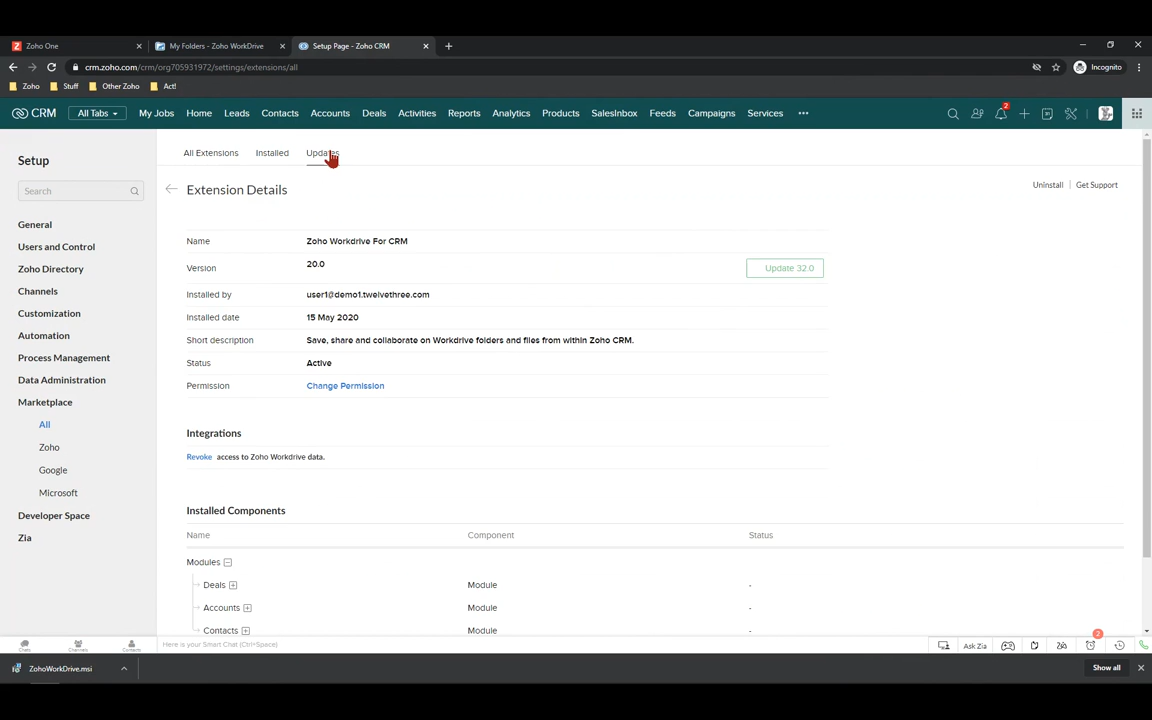 Zoho One
My Folders - Zoho WorkDrive
Setup Page - Zoho CRM
crm.zoho.com/crm/org705931972/settings/extensions/all
Incognito
Zoho
Stuff
Other Zoho
Act!
CRM
All Tabs
My Jobs
Home
Leads
Contacts
Accounts
Deals
Activities
Reports
Analytics
Products
SalesInbox
Feeds
Campaigns
Services
2
Setup
Search
General
Users and Control
Zoho Directory
Channels
Customization
Automation
Process Management
Data Administration
Marketplace
All
Zoho
Google
Microsoft
Developer Space
Zia
All Extensions
Installed
Updates
Extension Details
Uninstall
Get Support
Name
Zoho Workdrive For CRM
Version
20.0
Update 32.0
Installed by
user1@demo1.twelvethree.com
Installed date
15 May 2020
Short description
Save, share and collaborate on Workdrive folders and files from within Zoho CRM.
Status
Active
Permission
Change Permission
Integrations
Revoke access to Zoho Workdrive data.
Installed Components
Name
Component
Status
Modules
Deals
Module
-
Accounts
Module
-
Contacts
Module
-
Chats
Channels
Contacts
Here is your Smart Chat (Ctrl+Space)
Ask Zia
2
ZohoWorkDrive.msi
Show all